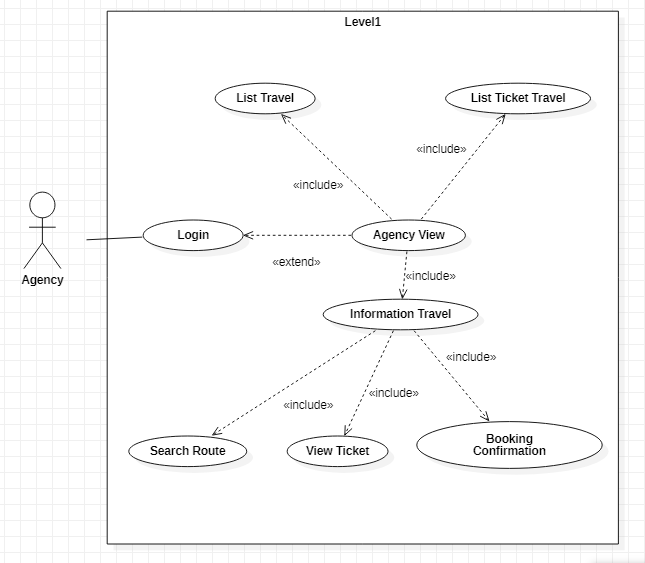 Level1
List Travel
List Ticket Travel
«include»
«include»
Login
Agency View
«extend»
«include»
Agency
Information Travel
«include»
«include»
«include»
Search Route
View Ticket
Booking
Confirmation